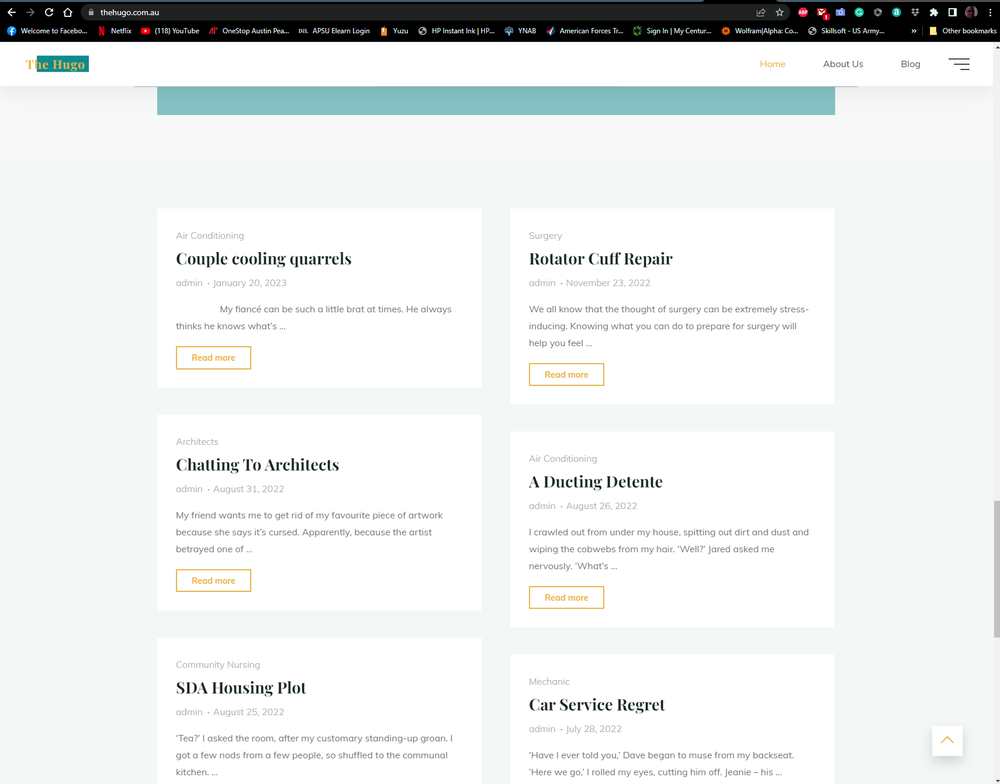 thehugo.com.au
Welcome to Facebo...
Netflix
(118) YouTube
OneStop Austin Pea...
D2L APSU Elearn Login
Yuzu
HP Instant Ink | HP...
YNAB
American Forces Tr...
Sign In | My Centur...
Wolfram|Alpha: Co...
Skillsoft - US Army...
»
Other bookmarks
ABP
1
The Hugo
Home
About Us
Blog
Air Conditioning
Couple cooling quarrels
admin • January 20, 2023
My fiancé can be such a little brat at times. He always
thinks he knows what’s ...
Read more
Surgery
Rotator Cuff Repair
admin • November 23, 2022
We all know that the thought of surgery can be extremely stress-
inducing. Knowing what you can do to prepare for surgery will
help you feel ...
Read more
Architects
Chatting To Architects
admin • August 31, 2022
My friend wants me to get rid of my favourite piece of artwork
because she says it’s cursed. Apparently, because the artist
betrayed one of ...
Read more
Air Conditioning
A Ducting Detente
admin • August 26, 2022
I crawled out from under my house, spitting out dirt and dust and
wiping the cobwebs from my hair. ‘Well?’ Jared asked me
nervously. ‘What’s ...
Read more
Community Nursing
SDA Housing Plot
admin • August 25, 2022
‘Tea?’ I asked the room, after my customary standing-up groan. I
got a few nods from a few people, so shuffled to the communal
kitchen. ...
Mechanic
Car Service Regret
admin • July 28, 2022
‘Have I ever told you,’ Dave began to muse from my backseat.
‘Here we go,’ I rolled my eyes, cutting him off. Jeanie – his ...